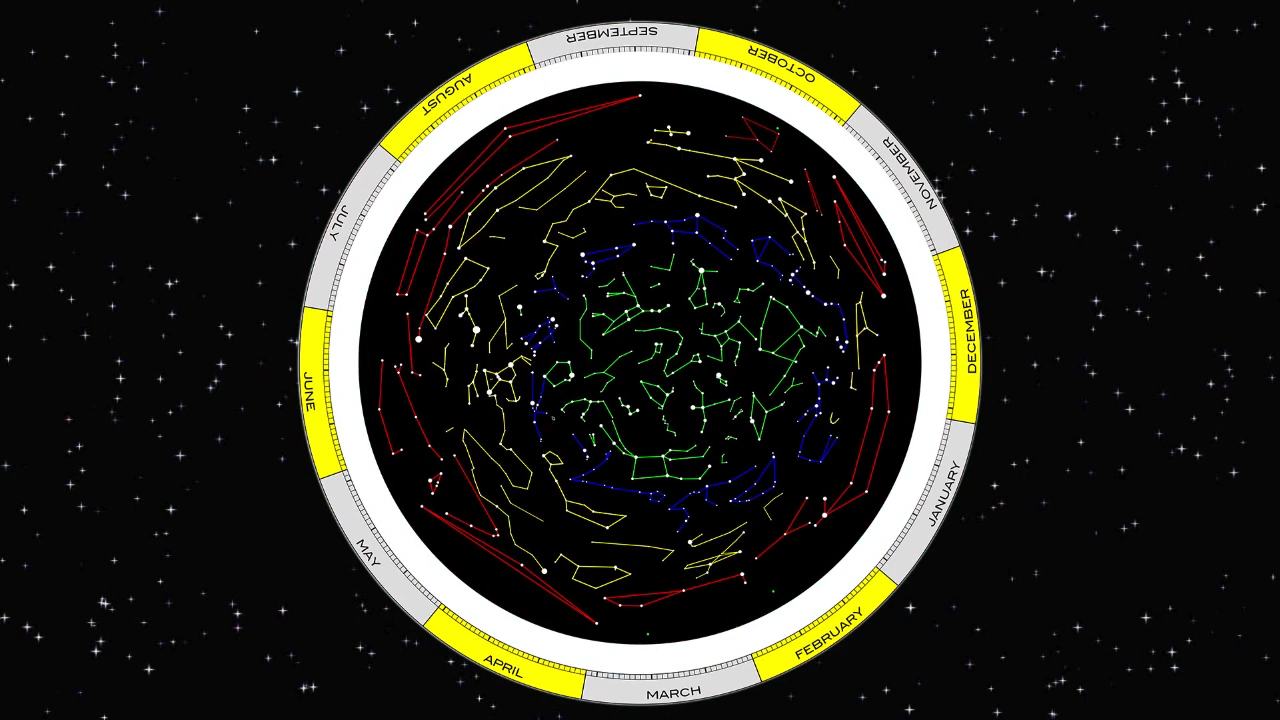 SEPTEMBER
OCTOBER
NOVEMBER
DECEMBER
JANUARY
FEBRUARY
MARCH
APRIL
MAY
JUNE
JULY
AUGUST